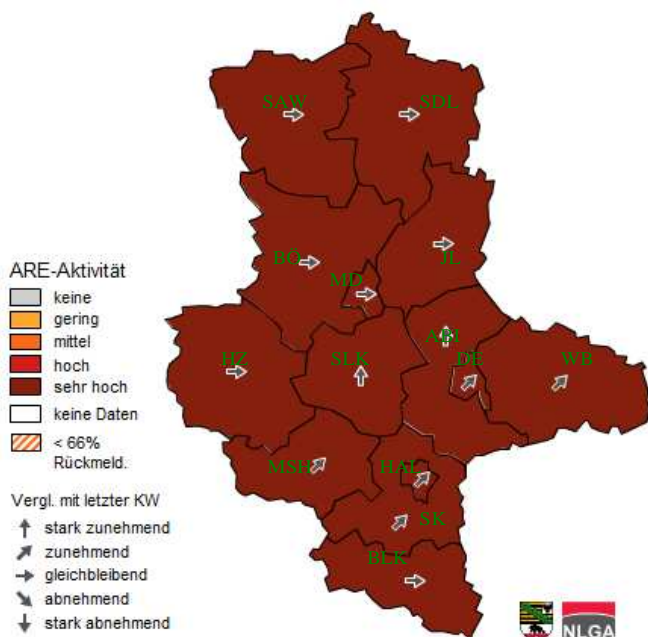 SAW
SDL
BÖ
MD
JL
ABI
HZ
SLK
DE
WB
MSH
HAL
SK
BLK
ARE-Aktivität
keine
gering
mittel
hoch
sehr hoch
keine Daten
< 66%
Rückmeld.
Vergl. mit letzter KW
stark zunehmend
zunehmend
gleichbleibend
abnehmend
stark abnehmend
NLGA